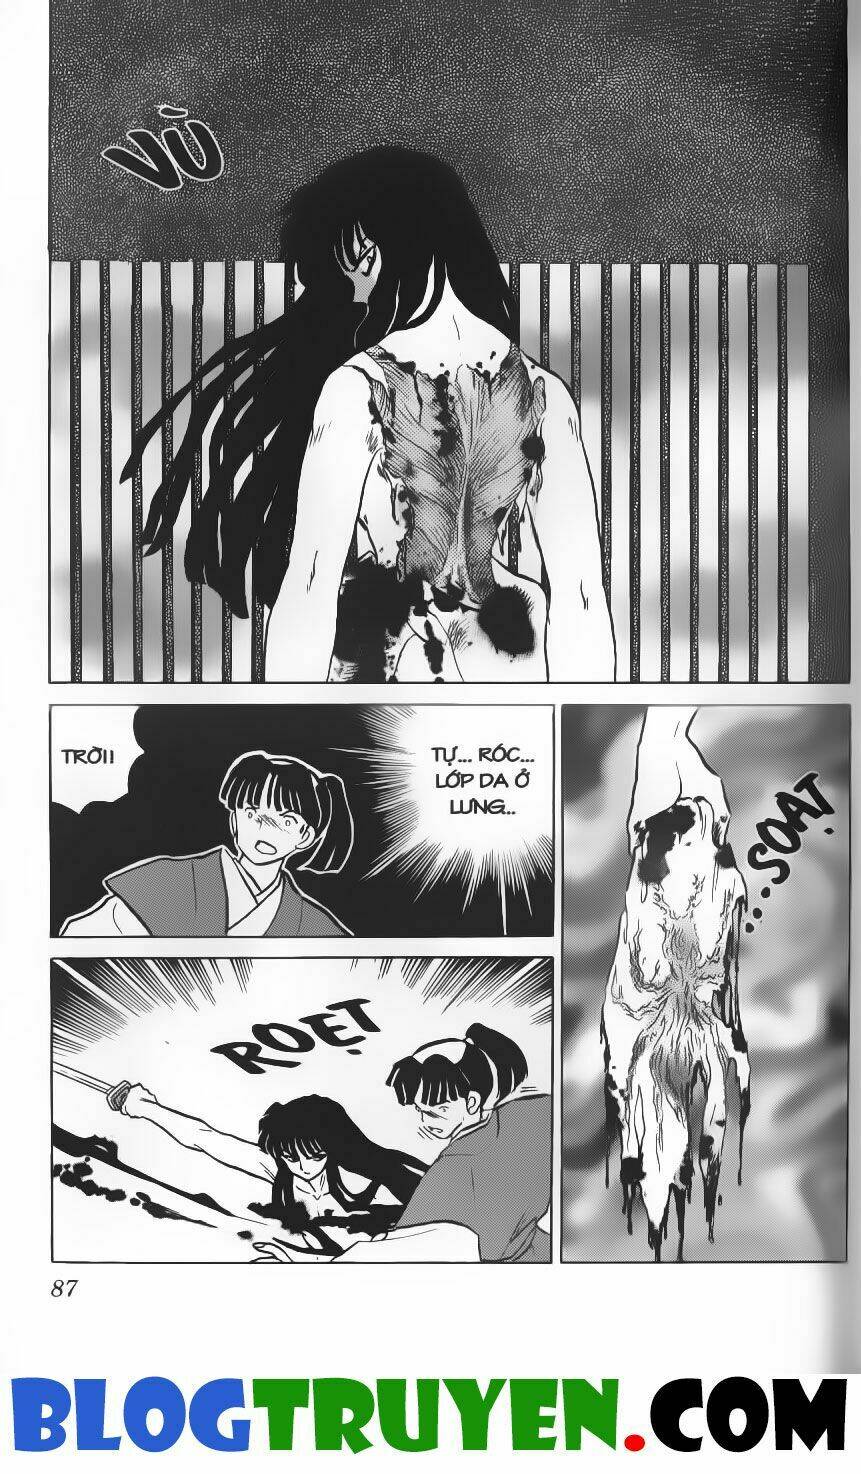 VÙ
TRỜI!
TỰ... RÓC...
LỚP DA Ở
LƯNG...
...SOẠT
ROẸT
87
BLOGTRUYEN.COM